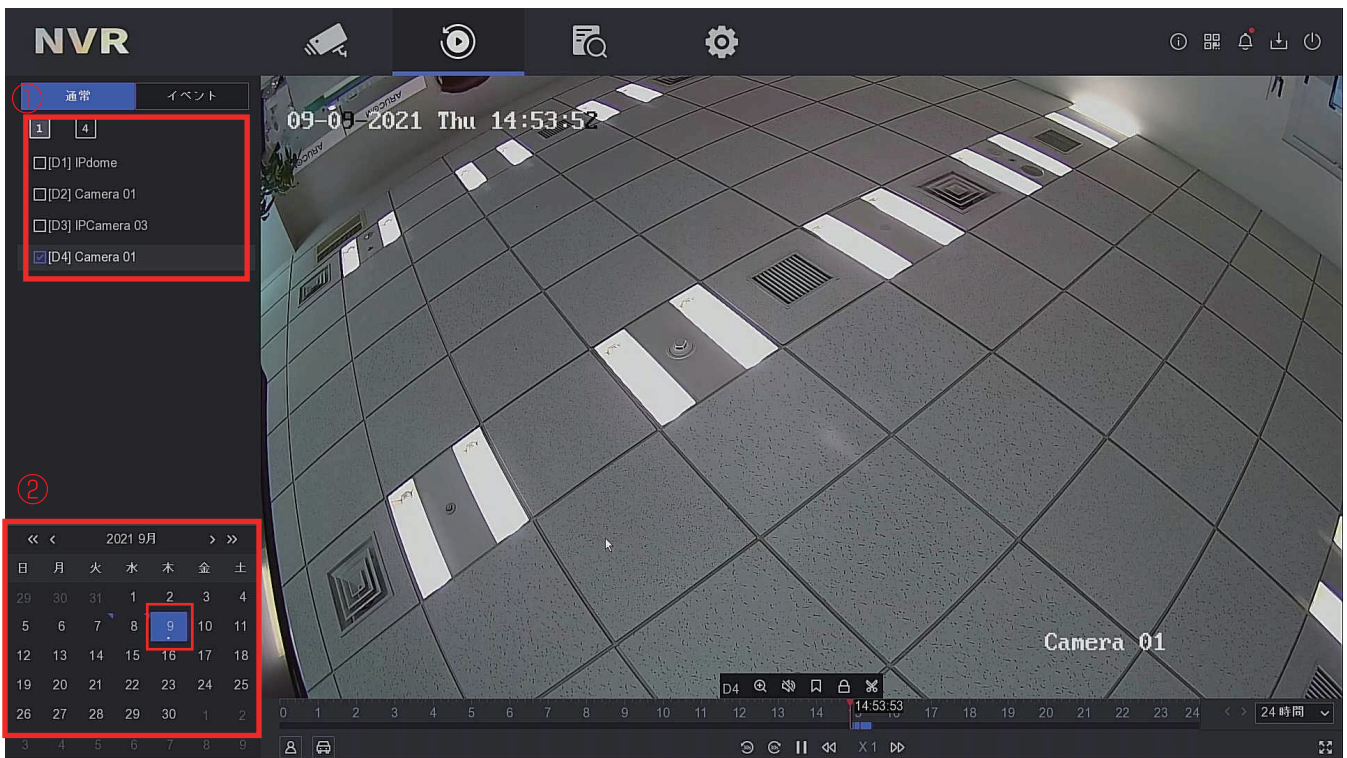 NVR
① 通常 イベント
1 4
[D1] IPdome
[D2] Camera 01
[D3] IPCamera 03
[D4] Camera 01
09-09-2021 Thu 14:53:52
Camera 01
②
« ‹ 2021 9月 › »
日 月 火 水 木 金 土
29 30 31 1 2 3 4
5 6 7 8 9 10 11
12 13 14 15 16 17 18
19 20 21 22 23 24 25
26 27 28 29 30 1 2
3 4 5 6 7 8 9
D4
14:53:53
0 1 2 3 4 5 6 7 8 9 10 11 12 13 14 16 17 18 19 20 21 22 23 24
24 時間
X 1